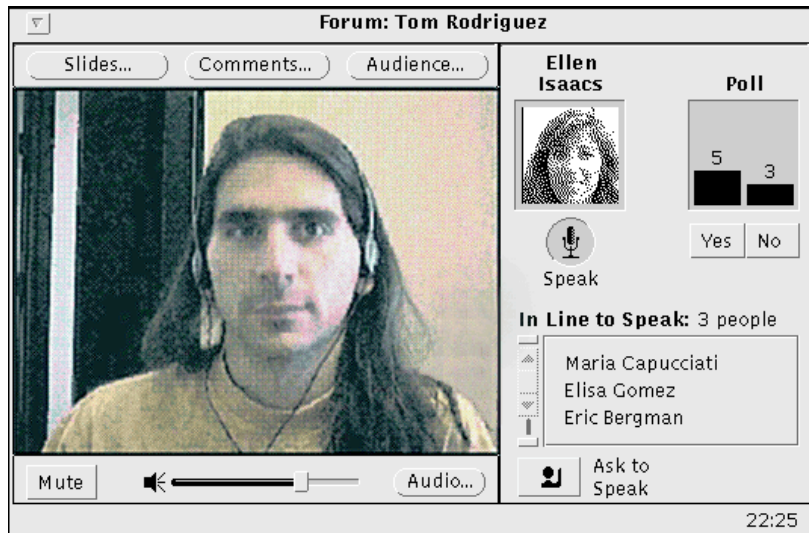 Forum: Tom Rodriguez
Slides... Comments... Audience...
Ellen
Isaacs
Speak
Poll
5 3
Yes No
In Line to Speak: 3 people
Maria Capucciati
Elisa Gomez
Eric Bergman
Ask to
Speak
Mute Audio...
22:25